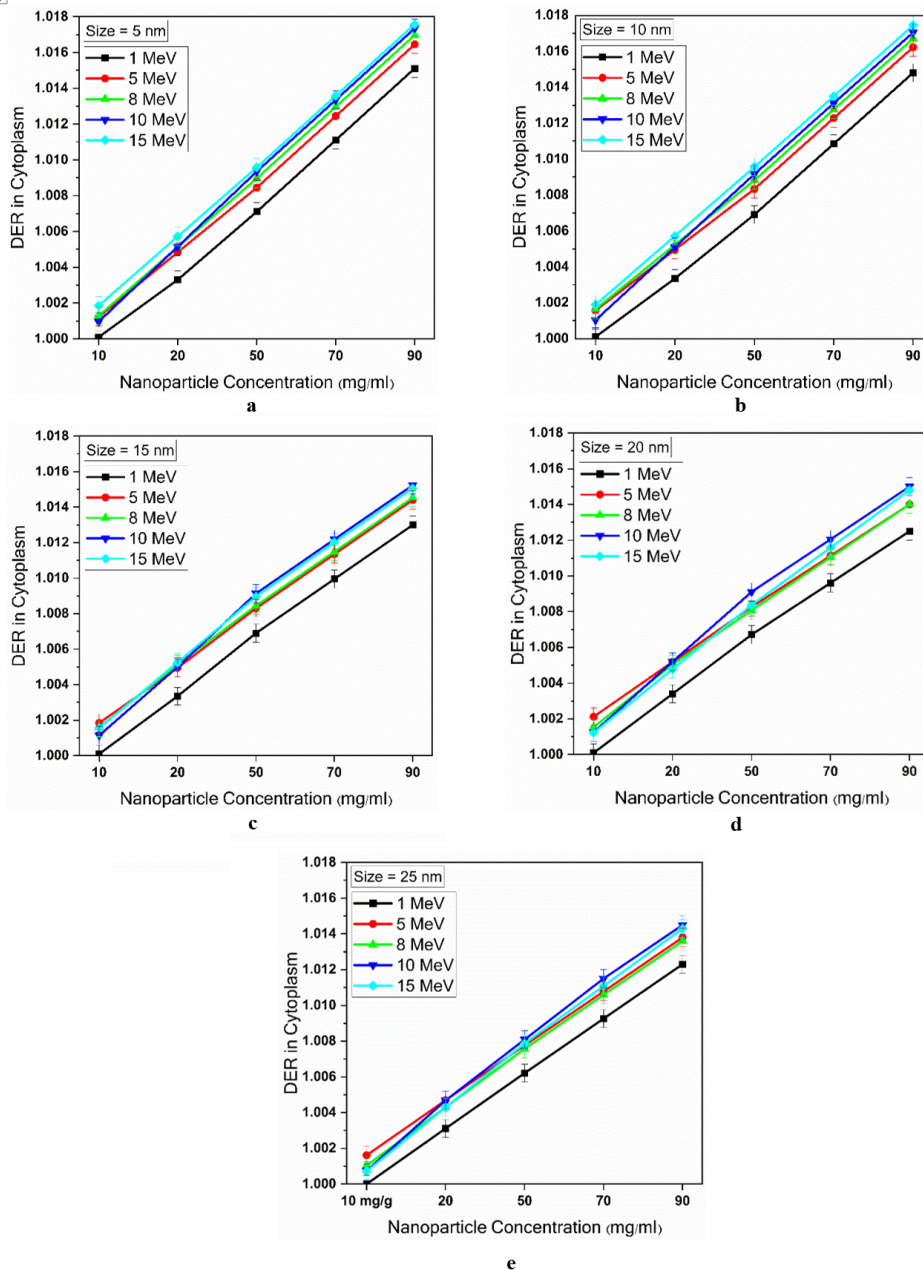 1.018
1.016
1.014
1.012
1.010
1.008
1.006
1.004
1.002
1.000
DER in Cytoplasm
Size = 5 nm
1 MeV
5 MeV
8 MeV
10 MeV
15 MeV
10 20 50 70 90
Nanoparticle Concentration (mg/ml)
a
1.018
1.016
1.014
1.012
1.010
1.008
1.006
1.004
1.002
1.000
DER in Cytoplasm
Size = 10 nm
1 MeV
5 MeV
8 MeV
10 MeV
15 MeV
10 20 50 70 90
Nanoparticle Concentration (mg/ml)
b
1.018
1.016
1.014
1.012
1.010
1.008
1.006
1.004
1.002
1.000
DER in Cytoplasm
Size = 15 nm
1 MeV
5 MeV
8 MeV
10 MeV
15 MeV
10 20 50 70 90
Nanoparticle Concentration (mg/ml)
c
1.018
1.016
1.014
1.012
1.010
1.008
1.006
1.004
1.002
1.000
DER in Cytoplasm
Size = 20 nm
1 MeV
5 MeV
8 MeV
10 MeV
15 MeV
10 20 50 70 90
Nanoparticle Concentration (mg/ml)
d
1.018
1.016
1.014
1.012
1.010
1.008
1.006
1.004
1.002
1.000
DER in Cytoplasm
Size = 25 nm
1 MeV
5 MeV
8 MeV
10 MeV
15 MeV
10 mg/g 20 50 70 90
Nanoparticle Concentration (mg/ml)
e